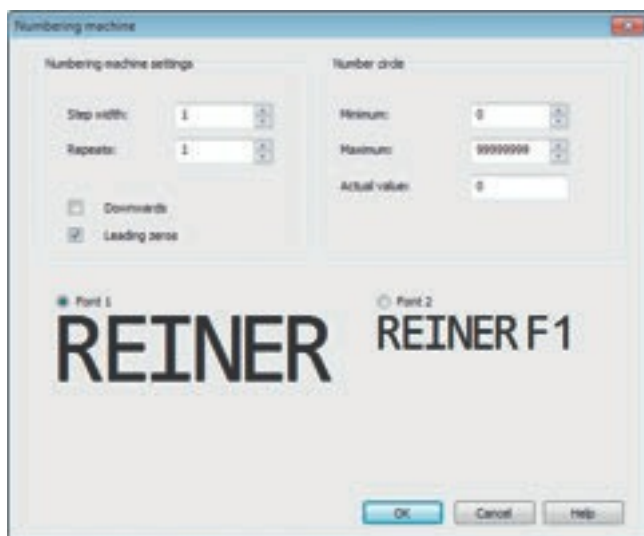 Numbering machine
Numbering machine settings
Step width: 1
Repeats: 1
Downwards
Leading zeros
Number circle
Minimum: 0
Maximum: 99999999
Actual value: 0
Font 1
REINER
Font 2
REINER F1
OK
Cancel
Help